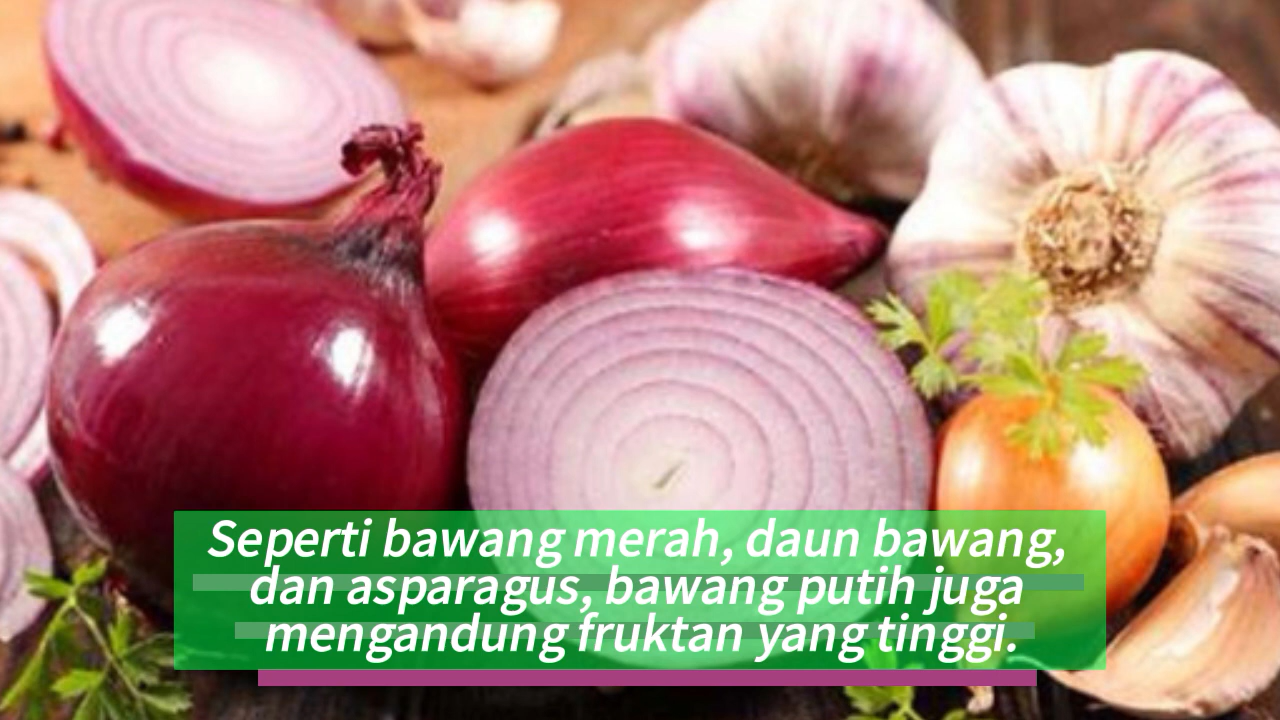 Seperti bawang merah, daun bawang,
dan asparagus, bawang putih juga
mengandung fruktan yang tinggi.